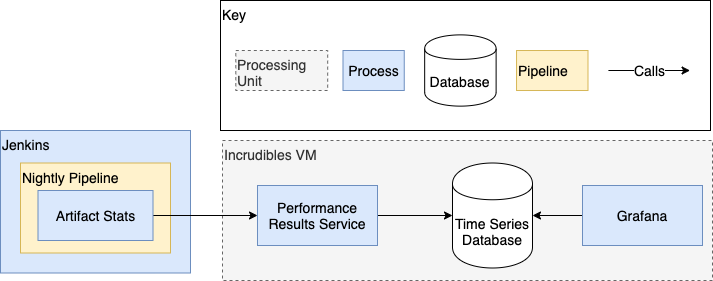 Key
Processing
Unit
Process
Database
Pipeline
Calls
Jenkins
Nightly Pipeline
Artifact Stats
Incrudibles VM
Performance
Results Service
Time Series
Database
Grafana